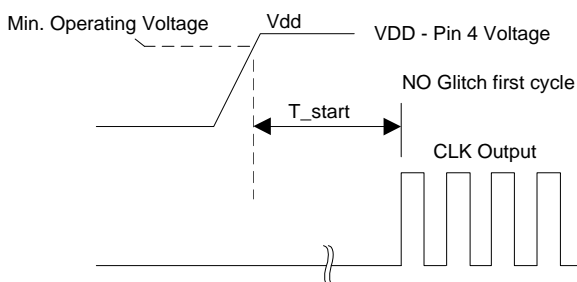 Min. Operating Voltage
Vdd
VDD - Pin 4 Voltage
NO Glitch first cycle
T_start
CLK Output